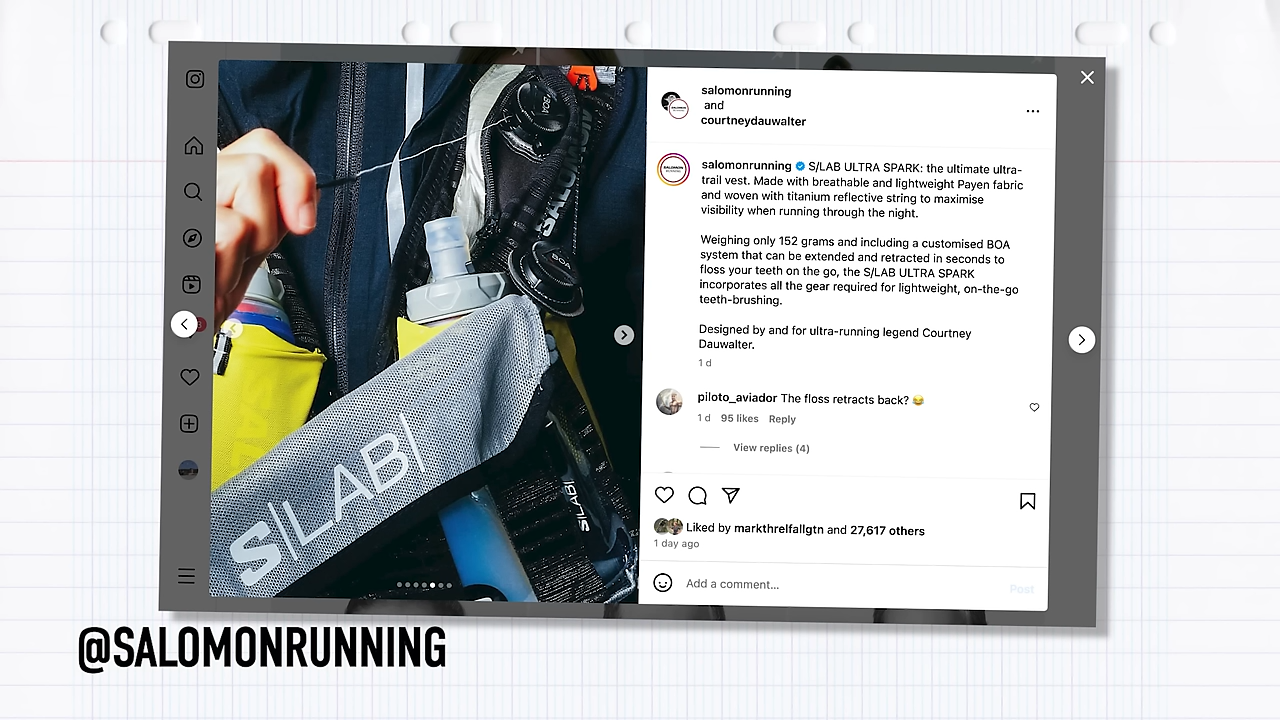 salomonrunning
and
courtneydauwalter
salomonrunning S/LAB ULTRA SPARK: the ultimate ultra-
trail vest. Made with breathable and lightweight Payen fabric
and woven with titanium reflective string to maximise
visibility when running through the night.
Weighing only 152 grams and including a customised BOA
system that can be extended and retracted in seconds to
floss your teeth on the go, the S/LAB ULTRA SPARK
incorporates all the gear required for lightweight, on-the-go
teeth-brushing.
Designed by and for ultra-running legend Courtney
Dauwalter.
1 d
piloto_aviador The floss retracts back? 😂
1 d 95 likes Reply
View replies (4)
Liked by markthrelfallgtn and 27,617 others
1 day ago
Add a comment...
Post
BOA
SALOMON
BOA
S/LAB
S/LAB
@SALOMONRUNNING